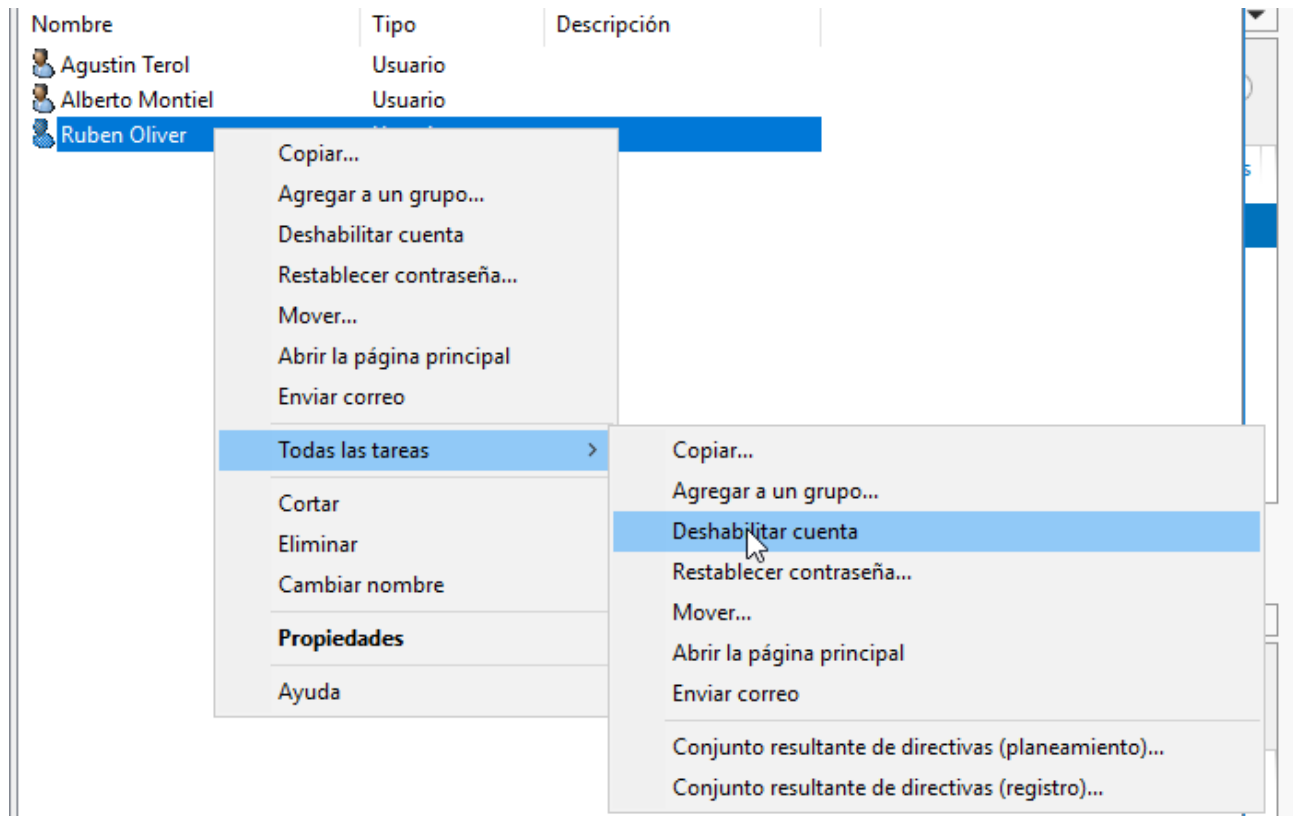 Nombre Tipo Descripción
Agustin Terol Usuario
Alberto Montiel Usuario
Ruben Oliver
Copiar...
Agregar a un grupo...
Deshabilitar cuenta
Restablecer contraseña...
Mover...
Abrir la página principal
Enviar correo
Todas las tareas >
Cortar
Eliminar
Cambiar nombre
Propiedades
Ayuda
Copiar...
Agregar a un grupo...
Deshabilitar cuenta
Restablecer contraseña...
Mover...
Abrir la página principal
Enviar correo
Conjunto resultante de directivas (planeamiento)...
Conjunto resultante de directivas (registro)...